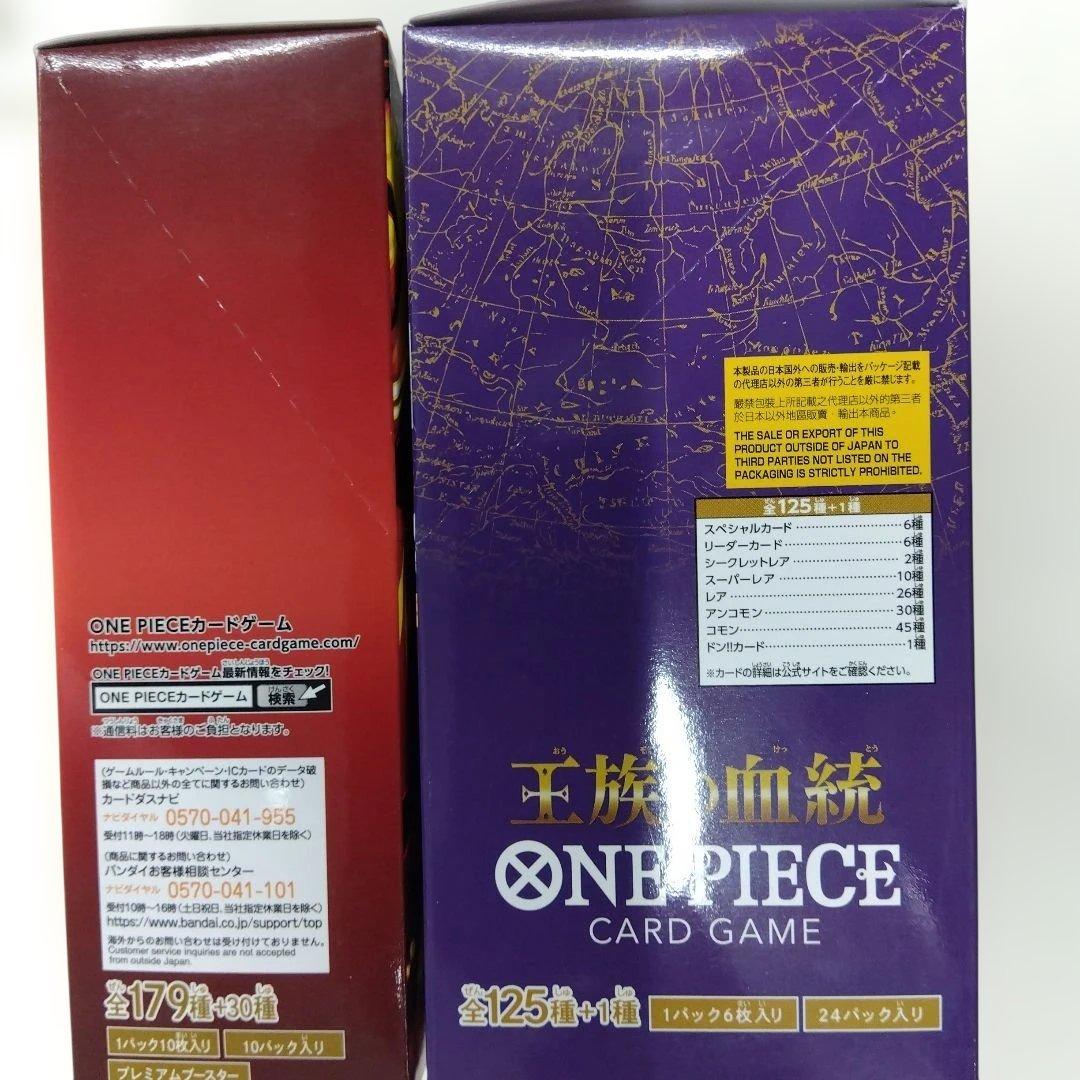 ONE PIECEカードゲーム
https://www.onepiece-cardgame.com/
ONE PIECEカードゲーム最新情報をチェック!
ONE PIECEカードゲーム 検索
※通信料はお客様のご負担となります。
(ゲームルール・キャンペーン・ICカードのデータ破
損など商品以外の全てに関するお問い合わせ)
カードダスナビ
ナビダイヤル 0570-041-955
受付11時～18時(火曜日、当社指定休業日を除く)
(商品に関するお問い合わせ)
バンダイお客様相談センター
ナビダイヤル 0570-041-101
受付10時～16時(土日祝日、当社指定休業日を除く)
https://www.bandai.co.jp/support/top
海外からのお問い合わせは受け付けておりません。
Customer service inquiries are not accepted
from outside Japan.
全179種+30種
1パック10枚入り 10パック入り
プレミアムブースター
本製品の日本国外への販売・輸出をパッケージ記載
の代理店以外の第三者が行うことを厳に禁じます。
嚴禁包裝上所記載之代理店以外的第三者
於日本以外地區販賣・輸出本商品。
THE SALE OR EXPORT OF THIS
PRODUCT OUTSIDE OF JAPAN TO
THIRD PARTIES NOT LISTED ON THE
PACKAGING IS STRICTLY PROHIBITED.
全125種+1種
スペシャルカード 6種
リーダーカード 6種
シークレットレア 2種
スーパーレア 10種
レア 26種
アンコモン 30種
コモン 45種
ドン!!カード 1種
※カードの詳細は公式サイトをご確認ください。
王族の血統
ONE PIECE
CARD GAME
全125種+1種 1パック6枚入り 24パック入り